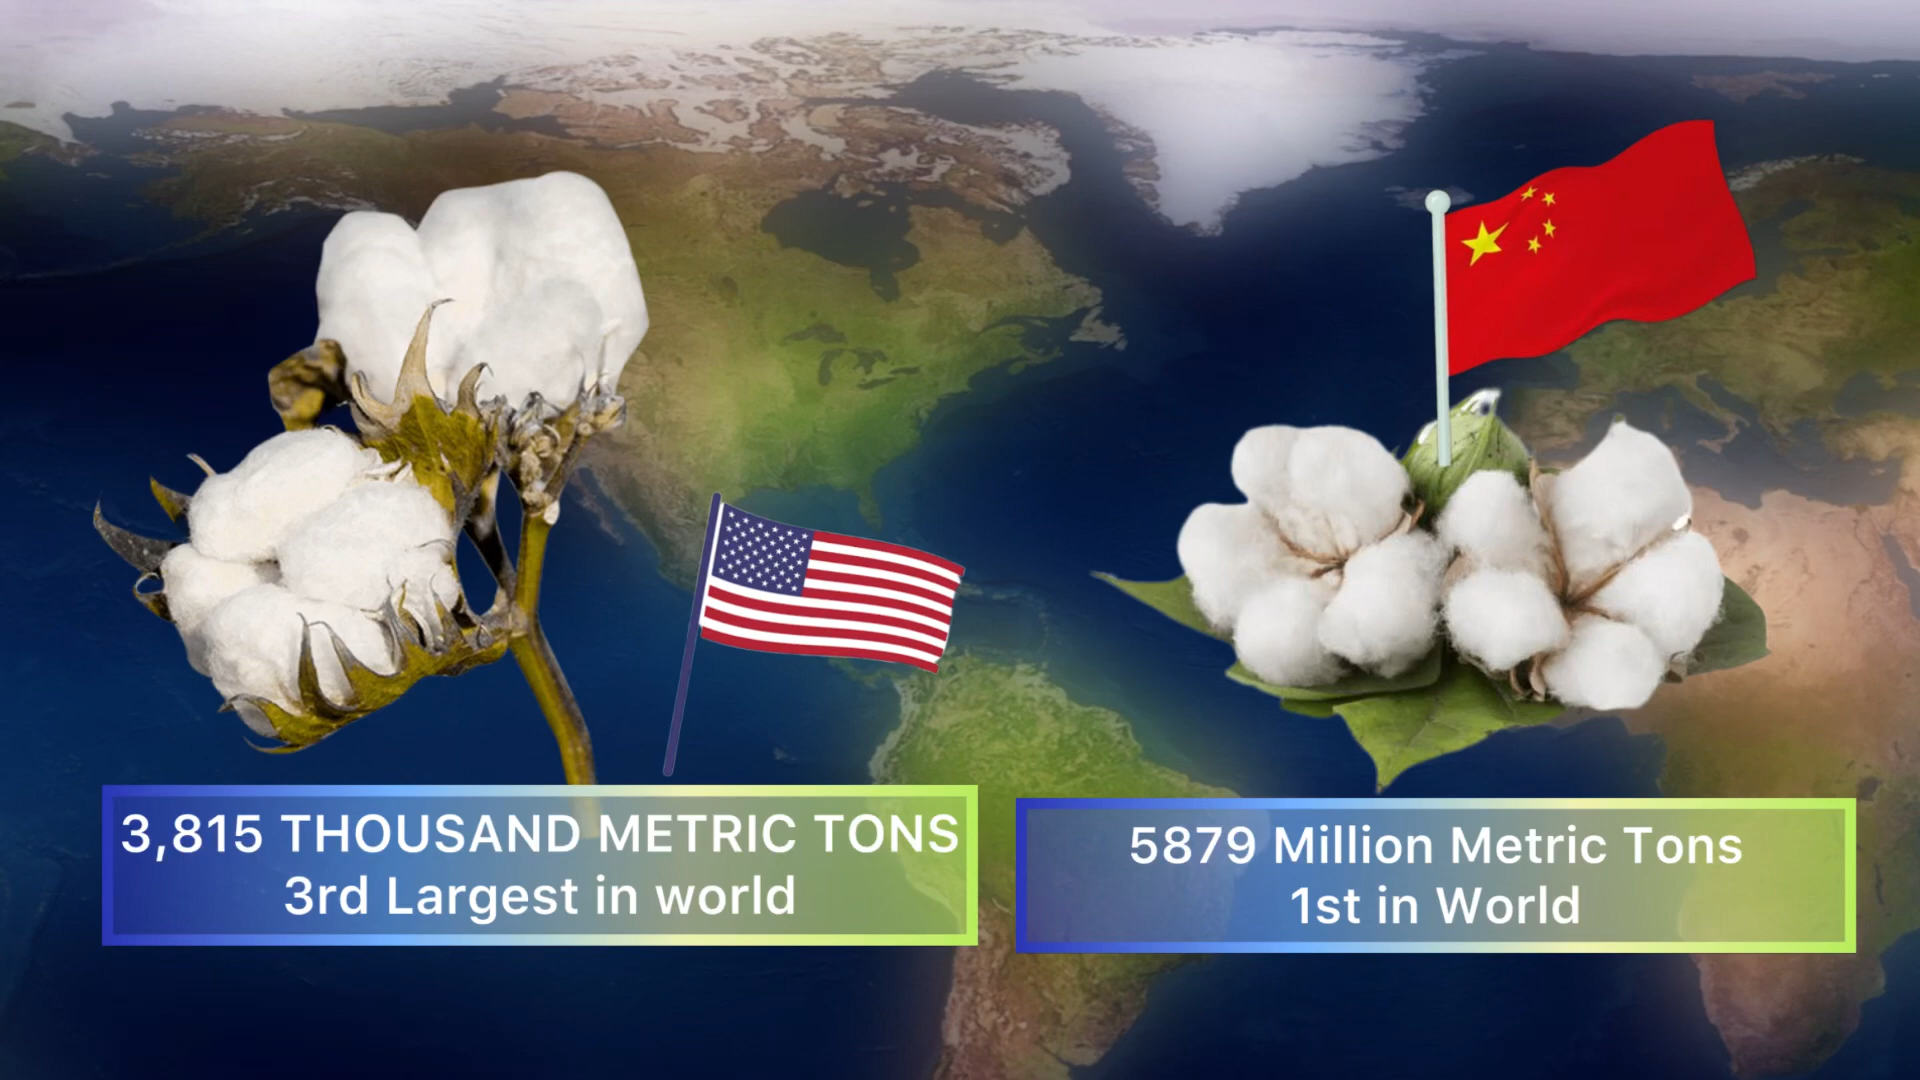 3,815 THOUSAND METRIC TONS
3rd Largest in world
5879 Million Metric Tons
1st in World